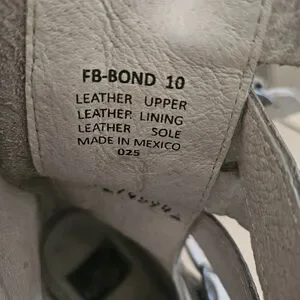 FB-BOND 10
LEATHER UPPER
LEATHER LINING
LEATHER SOLE
MADE IN MEXICO
025